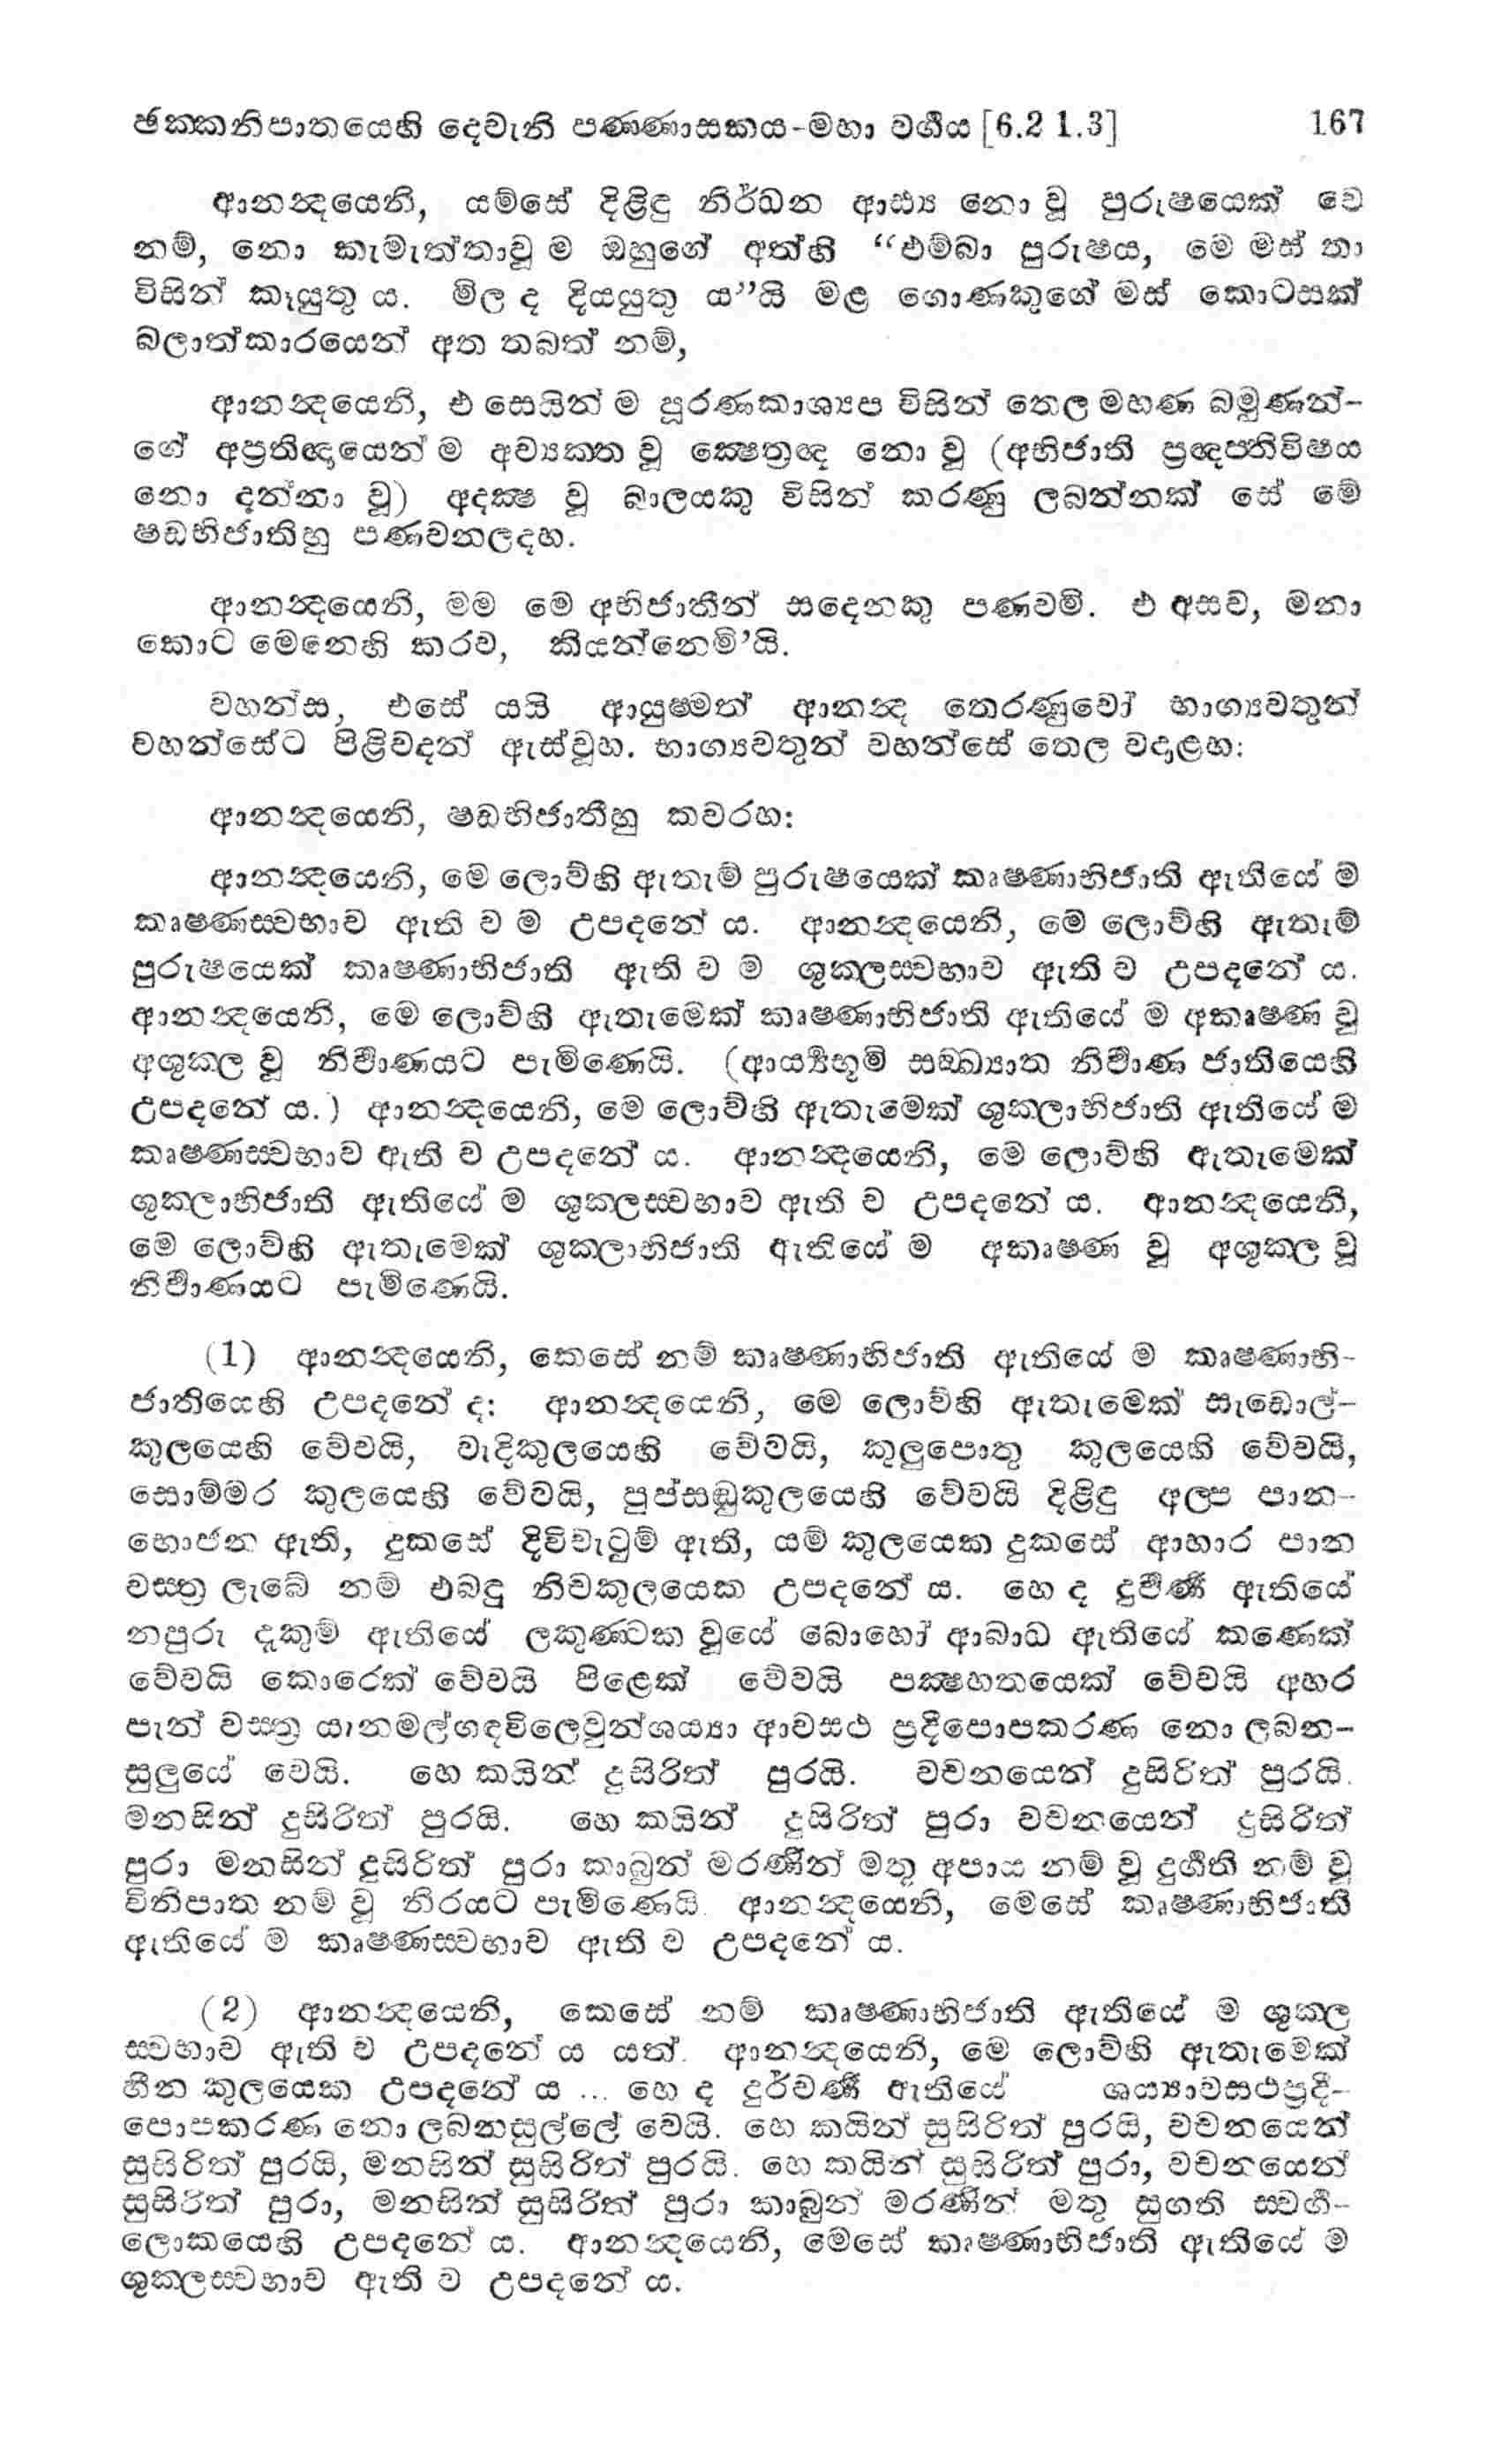 ඡක්කනිපාතයෙහි දෙවැනි පණ්ණාසකය-මහා වර්ගය [6.2 1.3] 167
ආනන්දයෙනි, යම්සේ දිළිඳු නිර්ධන ආඪ්‍ය නො වූ පුරුෂයෙක් වෙ
නම්, නො කැමැත්තාවූ ම ඔහුගේ අත්හි “එම්බා පුරුෂය, මෙ මස් තා
විසින් කෑයුතු ය. මිල ද දියයුතු ය”යි මළ ගොණකුගේ මස් කොටසක්
බලාත්කාරයෙන් අත තබත් නම්,
ආනන්දයෙනි, එ සෙයින් ම පූරණකාශ්‍යප විසින් තෙල මහණ බමුණන්-
ගේ අප්‍රතිඥායෙන් ම අව්‍යක්ත වූ ක්‍ෂෙත්‍රඥ නො වූ (අභිජාති ප්‍රඥප්තිවිෂය
නො දන්නා වූ) අදක්‍ෂ වූ බාලයකු විසින් කරණු ලබන්නක් සේ මේ
ෂඩභිජාතිහු පණවනලදහ.
ආනන්දයෙනි, මම මෙ අභිජාතීන් සදෙනකු පණවමි. එ අසව, මනා
කොට මෙනෙහි කරව, කියන්නෙමි’යි.
වහන්ස, එසේ යයි ආයුෂ්මත් ආනන්ද තෙරණුවෝ භාග්‍යවතුන්
වහන්සේට පිළිවදන් ඇස්වූහ. භාග්‍යවතුන් වහන්සේ තෙල වදළහ:
ආනන්දයෙනි, ෂඩභිජාතීහු කවරහ:
ආනන්දයෙනි, මෙ ලොව්හි ඇතැම් පුරුෂයෙක් කෘෂ්ණාභිජාති ඇතියේ ම
කෘෂ්ණස්වභාව ඇති ව ම උපදනේ ය. ආනන්දයෙනි, මෙ ලොව්හි ඇතැම්
පුරුෂයෙක් කෘෂ්ණාභිජාති ඇති ව ම ශුක්ලස්වභාව ඇති ව උපදනේ ය.
ආනන්දයෙනි, මෙ ලොව්හි ඇතැමෙක් කෘෂ්ණාභිජාති ඇතියේ ම අකෘෂ්ණ වූ
අශුක්ල වූ නිර්වාණයට පැමිණෙයි. (ආර්‍ය්‍යභූමි සඞ්ඛ්‍යාත නිර්වාණ ජාතියෙහි
උපදනේ ය.) ආනන්දයෙනි, මෙ ලොව්හි ඇතැමෙක් ශුක්ලාභිජාති ඇතියේ ම
කෘෂ්ණස්වභාව ඇති ව උපදනේ ය. ආනන්දයෙනි, මෙ ලොව්හි ඇතැමෙක්
ශුක්ලාභිජාති ඇතියේ ම ශුක්ලස්වභාව ඇති ව උපදනේ ය. ආනන්දයෙනි,
මෙ ලොව්හි ඇතැමෙක් ශුක්ලාභිජාති ඇතියේ ම අකෘෂ්ණ වූ අශුක්ල වූ
නිර්වාණයට පැමිණෙයි.
(1) ආනන්දයෙනි, කෙසේ නම් කෘෂ්ණාභිජාති ඇතියේ ම කෘෂ්ණාභි-
ජාතියෙහි උපදනේ ද: ආනන්දයෙනි, මෙ ලොව්හි ඇතැමෙක් සැඩොල්-
කුලයෙහි වේවයි, වැදිකුලයෙහි වේවයි, කුලුපොතු කුලයෙහි වේවයි,
සොම්මර කුලයෙහි වේවයි, පුප්සඬුකුලයෙහි වේවයි දිළිඳු අල්ප පාන-
භොජන ඇති, දුකසේ දිවිවැටුම් ඇති, යම් කුලයෙක දුකසේ ආහාර පාන
වස්ත්‍ර ලැබේ නම් එබඳු නිචකුලයෙක උපදනේ ය. හෙ ද දුර්වර්ණ ඇතියේ
නපුරු දැකුම් ඇතියේ ලකුණ්ටක වූයේ බොහෝ ආබාධ ඇතියේ කණෙක්
වේවයි කොරෙක් වේවයි පිළෙක් වේවයි පක්‍ෂහතයෙක් වේවයි අහර
පැන් වස්ත්‍ර යානමල්ගඳවිලෙවුන්ශය්‍යා ආවසථ ප්‍රදීපොපකරණ නො ලබන-
සුලුයේ වෙයි. හෙ කයින් දුසිරිත් පුරයි. වචනයෙන් දුසිරිත් පුරයි.
මනසින් දුසිරිත් පුරයි. හෙ කයින් දුසිරිත් පුරා වචනයෙන් දුසිරිත්
පුරා මනසින් දුසිරිත් පුරා කාබුන් මරණින් මතු අපාය නම් වූ දුර්ගති නම් වූ
විනිපාත නම් වූ නිරයට පැමිණෙයි. ආනන්දයෙනි, මෙසේ කෘෂ්ණාභිජාති
ඇතියේ ම කෘෂ්ණස්වභාව ඇති ව උපදනේ ය.
(2) ආනන්දයෙනි, කෙසේ නම් කෘෂ්ණාභිජාති ඇතියේ ම ශුක්ල
ස්වභාව ඇති ව උපදනේ ය යත්. ආනන්දයෙනි, මෙ ලොව්හි ඇතැමෙක්
හීන කුලයෙක උපදනේ ය ... හෙ ද දුර්වර්ණ ඇතියේ ශය්‍යාවසථප්‍රදී-
පොපකරණ නො ලබනසුල්ලේ වෙයි. හෙ කයින් සුසිරිත් පුරයි, වචනයෙන්
සුසිරිත් පුරයි, මනසින් සුසිරිත් පුරයි. හෙ කයින් සුසිරිත් පුරා, වචනයෙන්
සුසිරිත් පුරා, මනසින් සුසිරිත් පුරා කාබුන් මරණින් මතු සුගති ස්වර්ග-
ලොකයෙහි උපදනේ ය. ආනන්දයෙනි, මෙසේ කෘෂ්ණාභිජාති ඇතියේ ම
ශුක්ලස්වභාව ඇති ව උපදනේ ය.